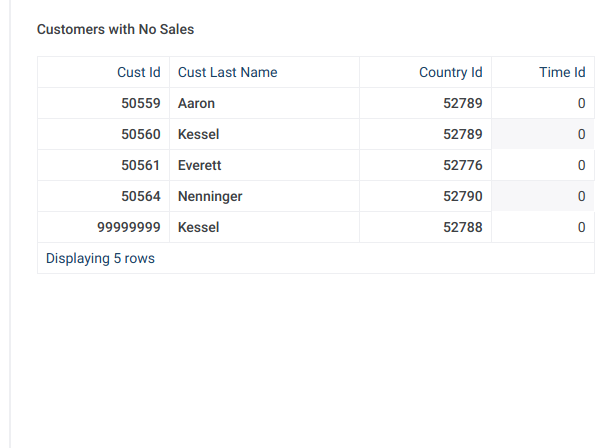 Customers with No Sales
Cust Id Cust Last Name Country Id Time Id
50559 Aaron 52789 0
50560 Kessel 52789 0
50561 Everett 52776 0
50564 Nenninger 52790 0
99999999 Kessel 52788 0
Displaying 5 rows